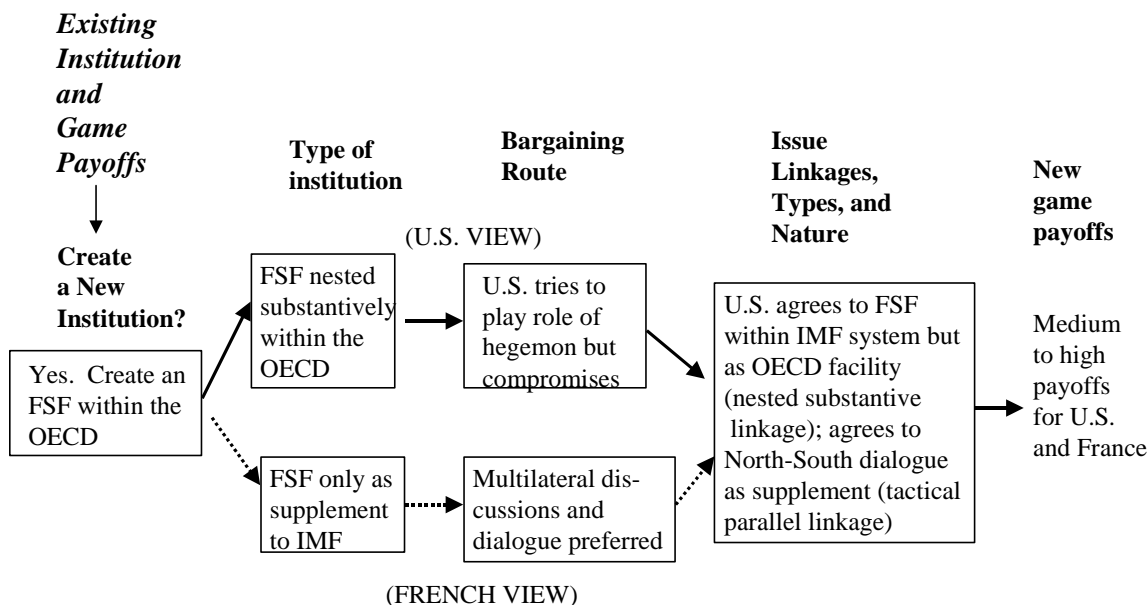 Existing
Institution
and
Game
Payoffs
Create
a New
Institution?
Yes. Create an
FSF within the
OECD
Type of
institution
Bargaining
Route
Issue
Linkages,
Types, and
Nature
New
game
payoffs
(U.S. VIEW)
FSF nested
substantively
within the
OECD
U.S. tries to
play role of
hegemon but
compromises
FSF only as
supplement
to IMF
Multilateral dis-
cussions and
dialogue preferred
(FRENCH VIEW)
U.S. agrees to FSF
within IMF system but
as OECD facility
(nested substantive
linkage); agrees to
North-South dialogue
as supplement (tactical
parallel linkage)
Medium
to high
payoffs
for U.S.
and France